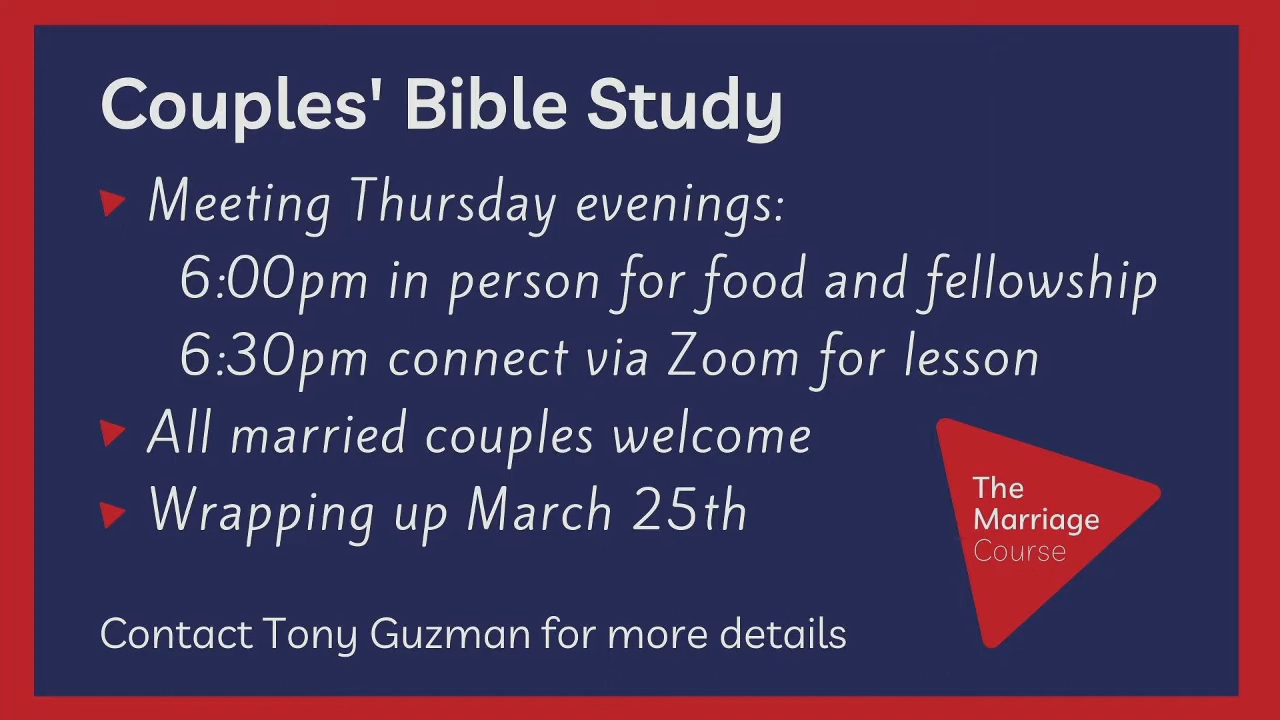 Couples' Bible Study
Meeting Thursday evenings:
6:00pm in person for food and fellowship
6:30pm connect via Zoom for lesson
All married couples welcome
Wrapping up March 25th
The
Marriage
Course
Contact Tony Guzman for more details